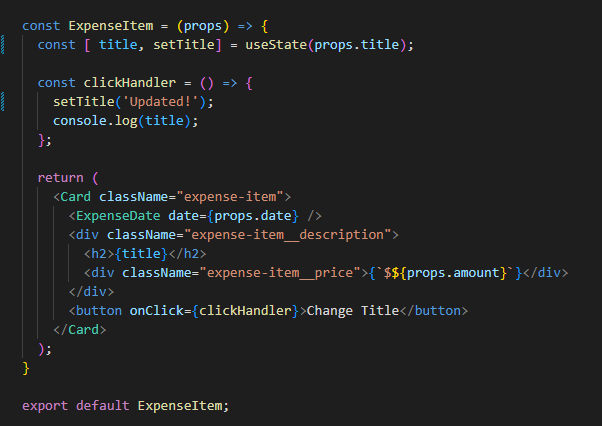 const ExpenseItem = (props) => {
  const [ title, setTitle] = useState(props.title);

  const clickHandler = () => {
    setTitle('Updated!');
    console.log(title);
  };

  return (
    <Card className="expense-item">
      <ExpenseDate date={props.date} />
      <div className="expense-item__description">
        <h2>{title}</h2>
        <div className="expense-item__price">{`$${props.amount}`}</div>
      </div>
      <button onClick={clickHandler}>Change Title</button>
    </Card>
  );
}

export default ExpenseItem;